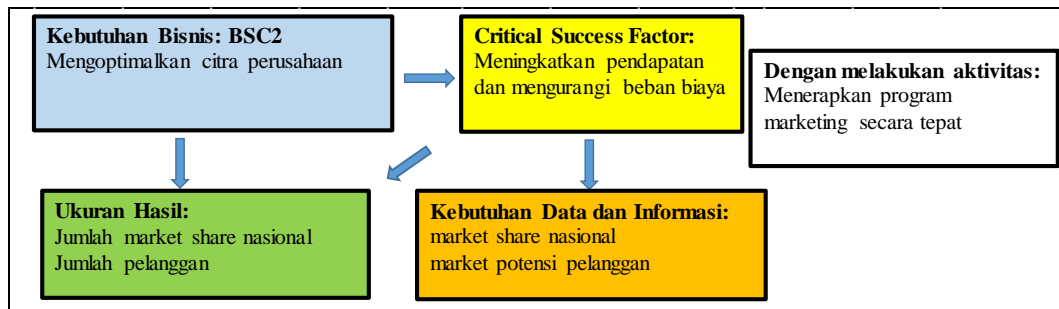 Kebutuhan Bisnis: BSC2
Mengoptimalkan citra perusahaan
Critical Success Factor:
Meningkatkan pendapatan
dan mengurangi beban biaya
Dengan melakukan aktivitas:
Menerapkan program
marketing secara tepat
Ukuran Hasil:
Jumlah market share nasional
Jumlah pelanggan
Kebutuhan Data dan Informasi:
market share nasional
market potensi pelanggan